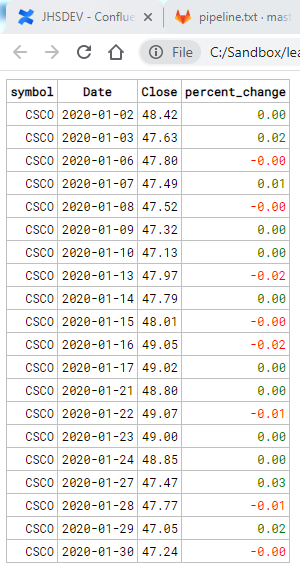 JHSDEV - Conflue
pipeline.txt · mast
File C:/Sandbox/lea
symbol Date Close percent_change
CSCO 2020-01-02 48.42 0.00
CSCO 2020-01-03 47.63 0.02
CSCO 2020-01-06 47.80 -0.00
CSCO 2020-01-07 47.49 0.01
CSCO 2020-01-08 47.52 -0.00
CSCO 2020-01-09 47.32 0.00
CSCO 2020-01-10 47.13 0.00
CSCO 2020-01-13 47.97 -0.02
CSCO 2020-01-14 47.79 0.00
CSCO 2020-01-15 48.01 -0.00
CSCO 2020-01-16 49.05 -0.02
CSCO 2020-01-17 49.02 0.00
CSCO 2020-01-21 48.80 0.00
CSCO 2020-01-22 49.07 -0.01
CSCO 2020-01-23 49.00 0.00
CSCO 2020-01-24 48.85 0.00
CSCO 2020-01-27 47.47 0.03
CSCO 2020-01-28 47.77 -0.01
CSCO 2020-01-29 47.05 0.02
CSCO 2020-01-30 47.24 -0.00